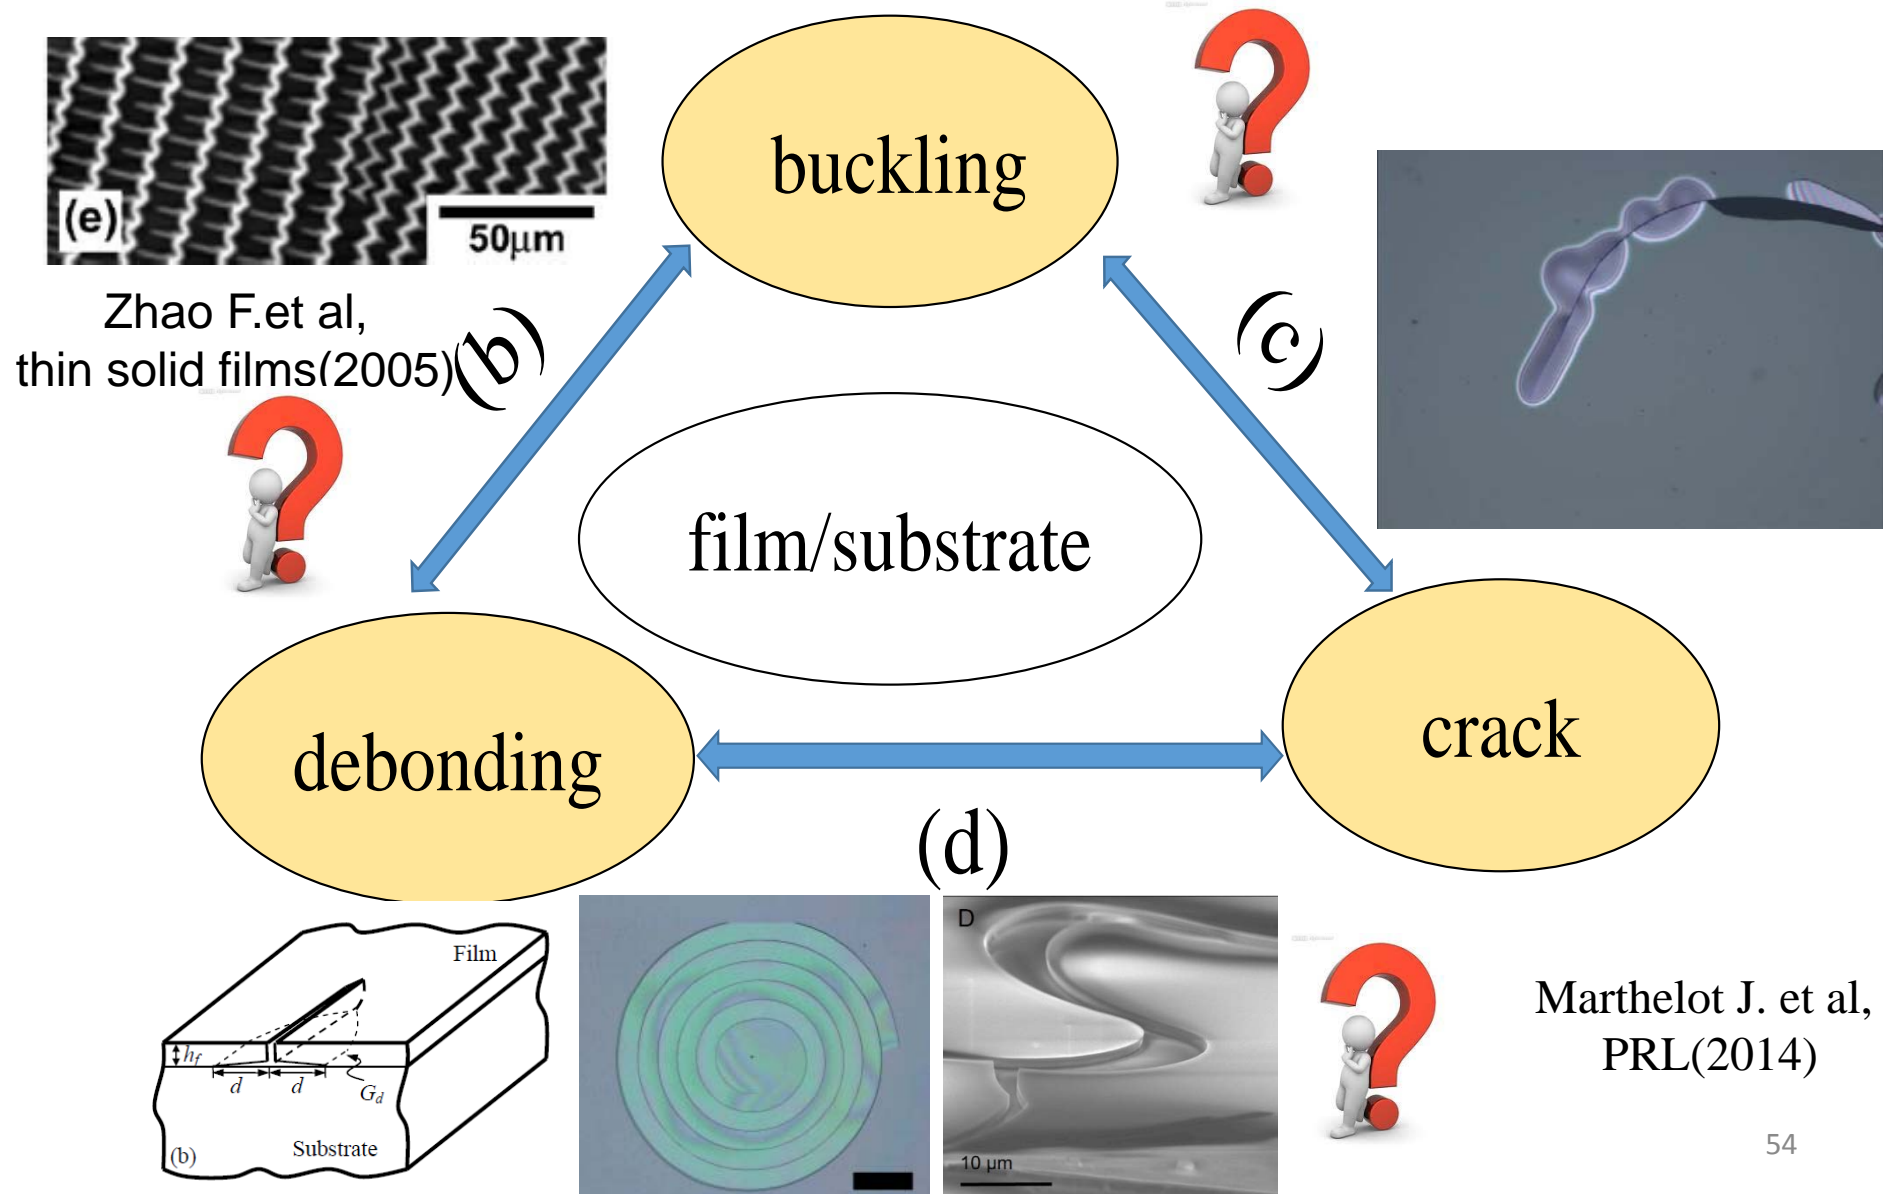 buckling
(e)
50μm
Zhao F.et al,
thin solid films(2005)
(b)
(c)
film/substrate
debonding
crack
(d)
Film
h_f
d
d
G_d
Substrate
(b)
D
10 μm
Marthelot J. et al,
PRL(2014)
54